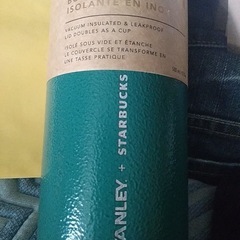 ISOLANTE EN INOX
VACUUM INSULATED & LEAKPROOF
LID DOUBLES AS A CUP
ISOLÉ SOUS VIDE ET ÉTANCHE
LE COUVERCLE SE TRANSFORME EN
UNE TASSE PRATIQUE
ANLEY + STARBUCKS